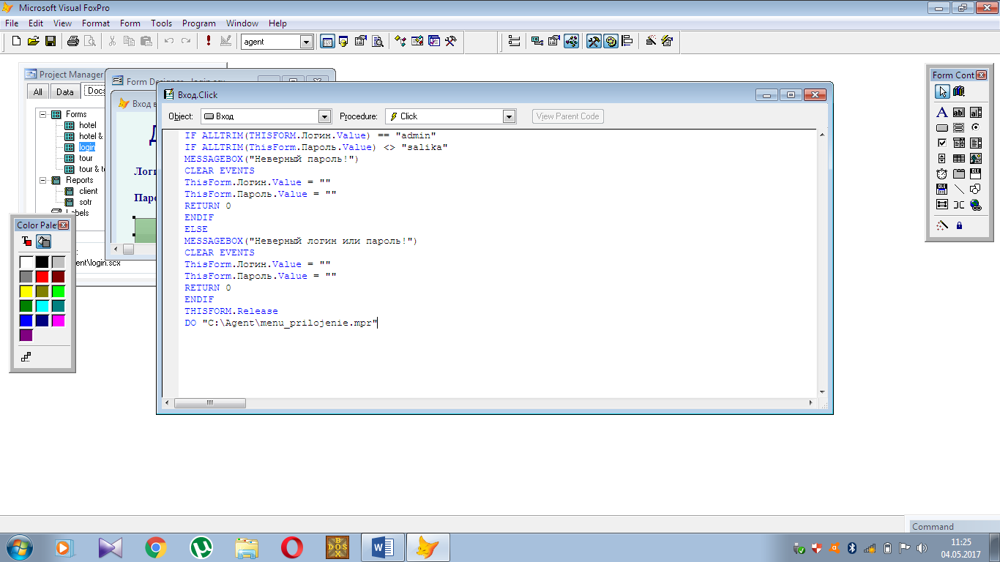 Microsoft Visual FoxPro
File Edit View Format Form Tools Program Window Help
agent
Project Manager
Form Designer - login.scx
Form Cont
All Data Docs
Вход в
Вход.Click
Object: Вход Procedure: Click View Parent Code
Forms
hotel
hotel &
login
tour
tour & t
Reports
client
sotr
Labels
ent\login.scx
Д
Логи
Паро
IF ALLTRIM(THISFORM.Логин.Value) == "admin"
IF ALLTRIM(ThisForm.Пароль.Value) <> "salika"
MESSAGEBOX("Неверный пароль!")
CLEAR EVENTS
ThisForm.Логин.Value = ""
ThisForm.Пароль.Value = ""
RETURN 0
ENDIF
ELSE
MESSAGEBOX("Неверный логин или пароль!")
CLEAR EVENTS
ThisForm.Логин.Value = ""
ThisForm.Пароль.Value = ""
RETURN 0
ENDIF
THISFORM.Release
DO "C:\Agent\menu_prilojenie.mpr"
Color Palet
Command
11:25
04.05.2017